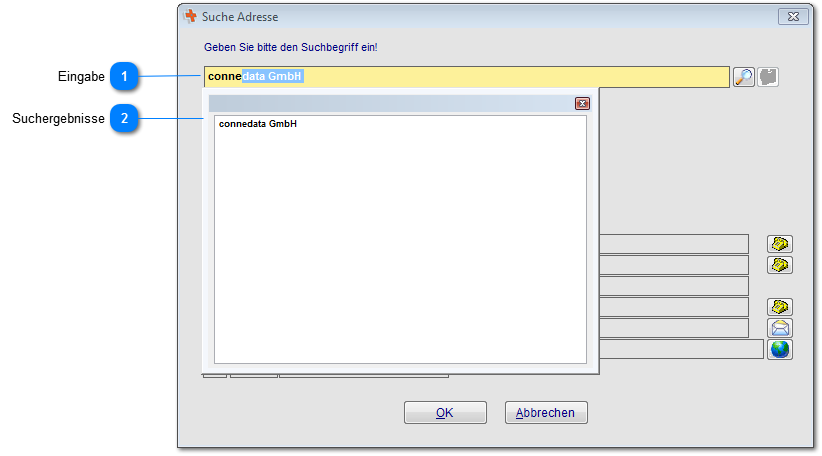 Suche Adresse
Geben Sie bitte den Suchbegriff ein!
Eingabe 1
connedata GmbH
Suchergebnisse 2
connedata GmbH
OK Abbrechen